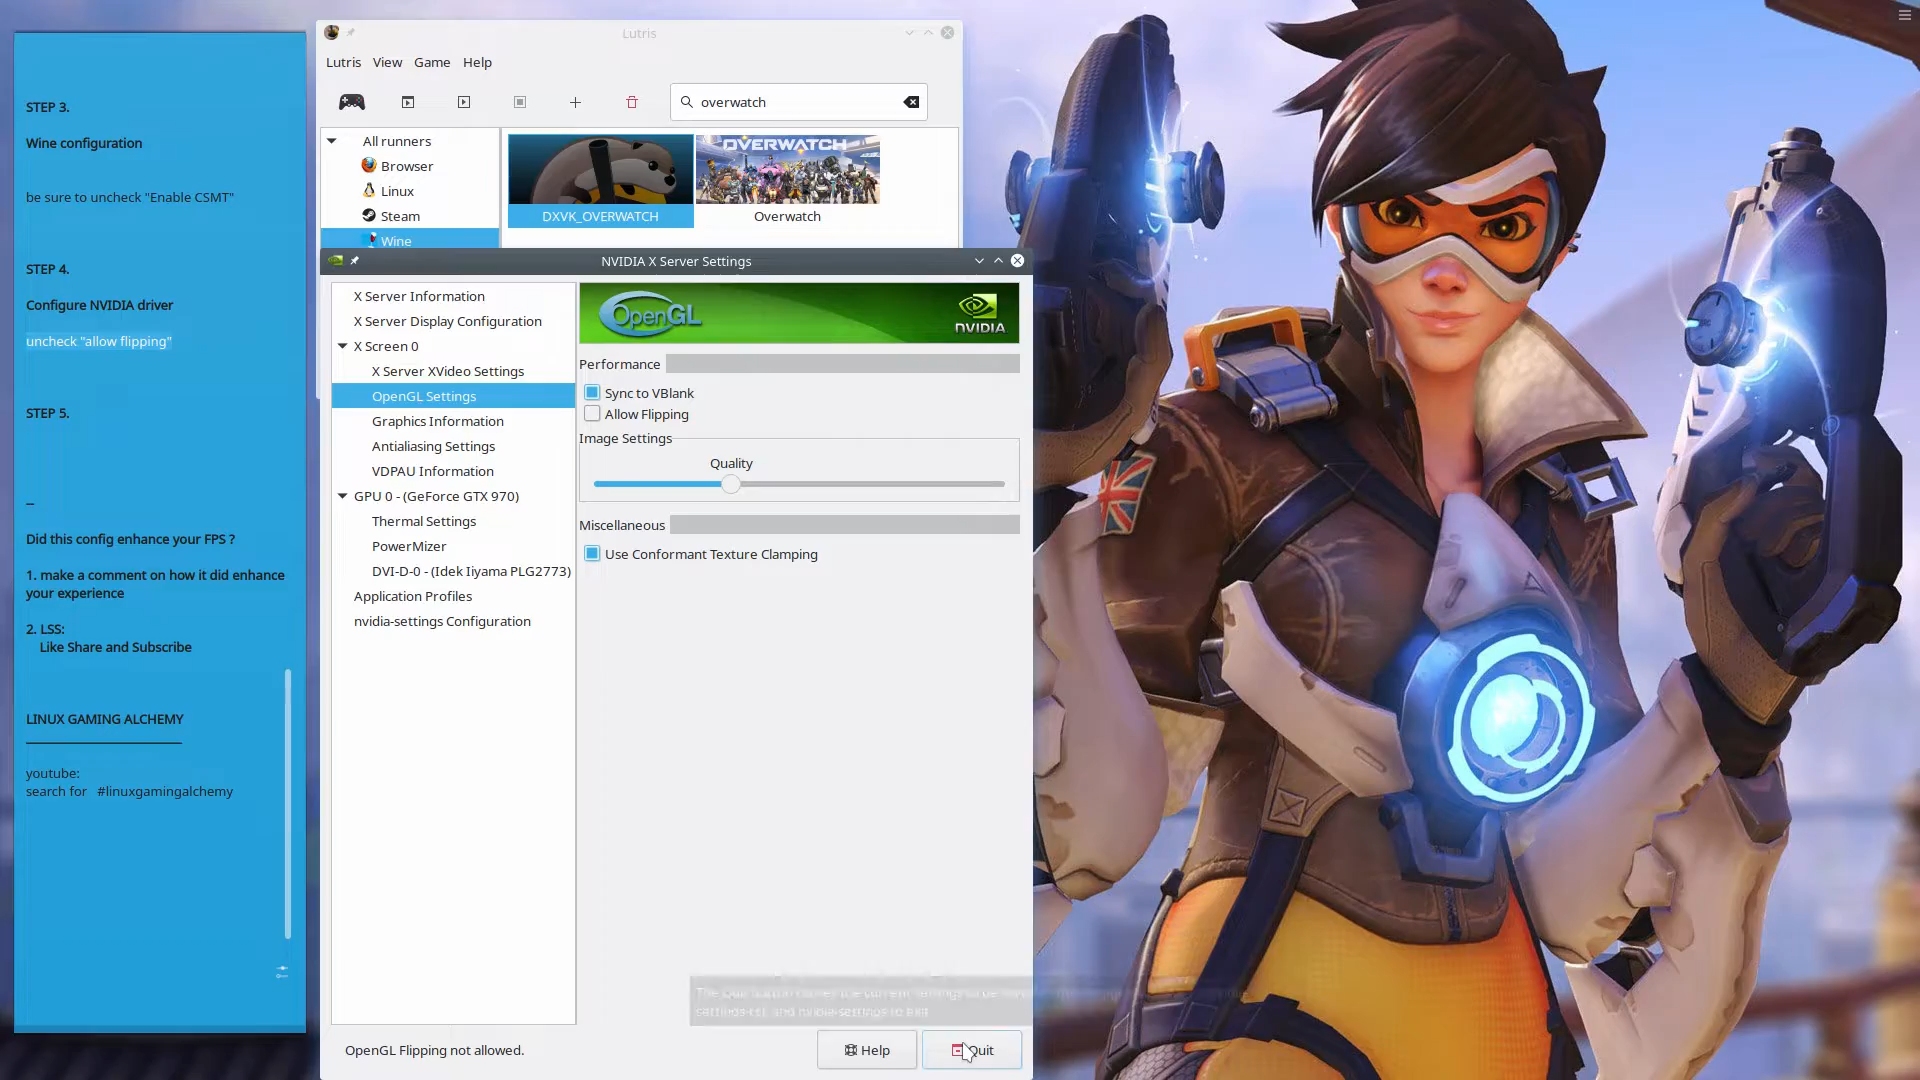 STEP 3.
Wine configuration
be sure to uncheck "Enable CSMT"
STEP 4.
Configure NVIDIA driver
uncheck "allow flipping"
STEP 5.
--
Did this config enhance your FPS ?
1. make a comment on how it did enhance
your experience
2. LSS:
Like Share and Subscribe
LINUX GAMING ALCHEMY
youtube:
search for #linuxgamingalchemy
Lutris
Lutris View Game Help
overwatch
All runners
Browser
Linux
Steam
Wine
OVERWATCH
DXVK_OVERWATCH
Overwatch
NVIDIA X Server Settings
X Server Information
X Server Display Configuration
X Screen 0
X Server XVideo Settings
OpenGL Settings
Graphics Information
Antialiasing Settings
VDPAU Information
GPU 0 - (GeForce GTX 970)
Thermal Settings
PowerMizer
DVI-D-0 - (Idek Iiyama PLG2773)
Application Profiles
nvidia-settings Configuration
OpenGL
NVIDIA
Performance
Sync to VBlank
Allow Flipping
Image Settings
Quality
Miscellaneous
Use Conformant Texture Clamping
OpenGL Flipping not allowed.
Help
Quit